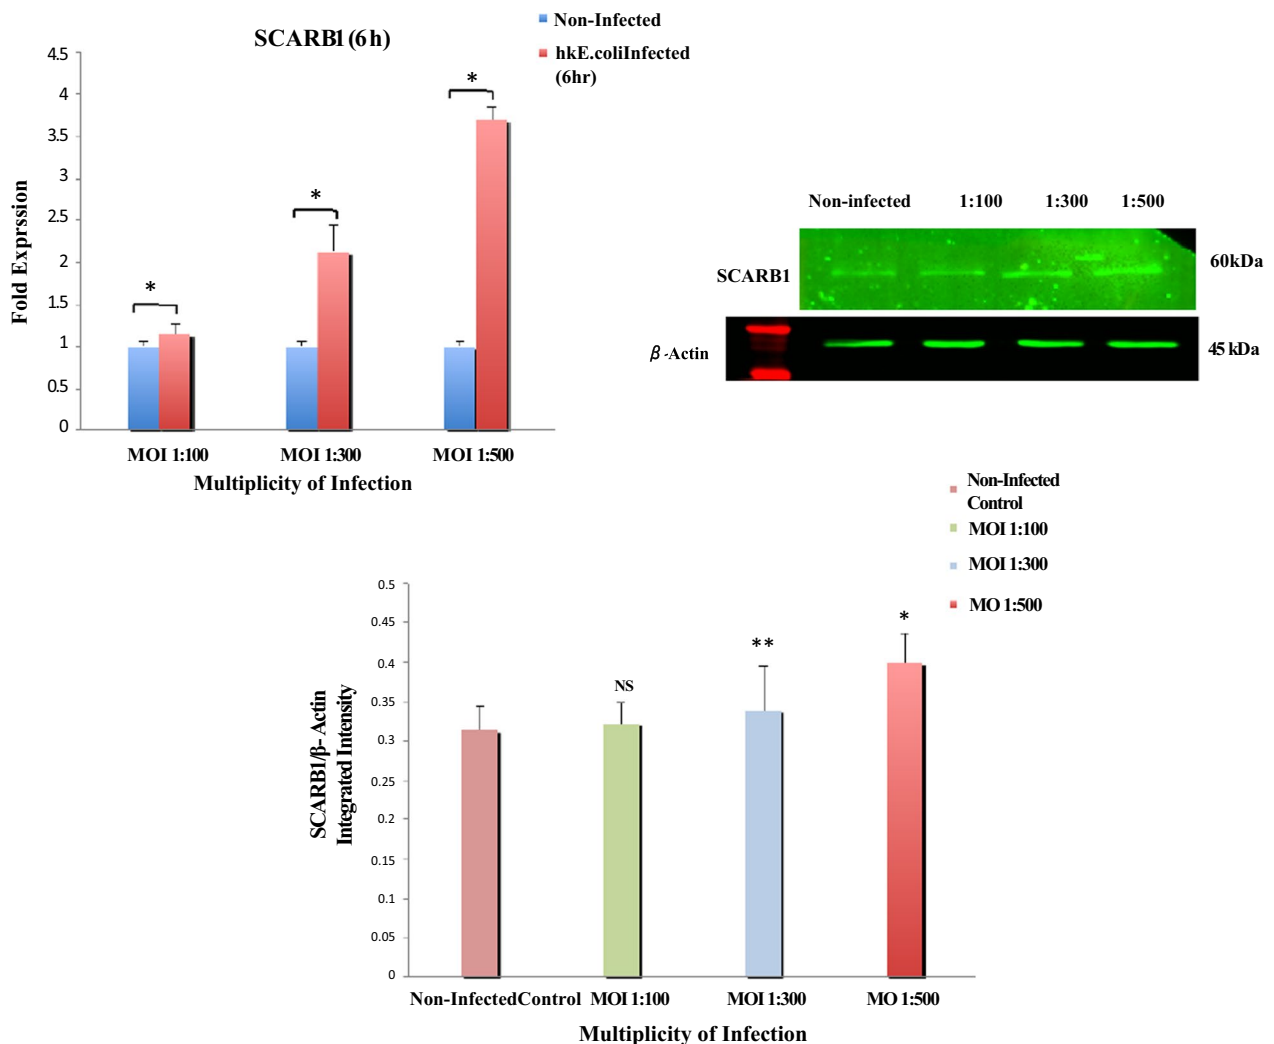 SCARB1 (6h)
Non-Infected
hkE.coliInfected
(6hr)
Fold Exprssion
4.5
4
3.5
3
2.5
2
1.5
1
0.5
0
*
*
*
MOI 1:100
MOI 1:300
MOI 1:500
Multiplicity of Infection
Non-infected
1:100
1:300
1:500
SCARB1
60kDa
β-Actin
45 kDa
Non-Infected
Control
MOI 1:100
MOI 1:300
MO 1:500
SCARB1/β- Actin
Integrated Intensity
0.5
0.45
0.4
0.35
0.3
0.25
0.2
0.15
0.1
0.05
0
NS
**
*
Non-InfectedControl
MOI 1:100
MOI 1:300
MO 1:500
Multiplicity of Infection